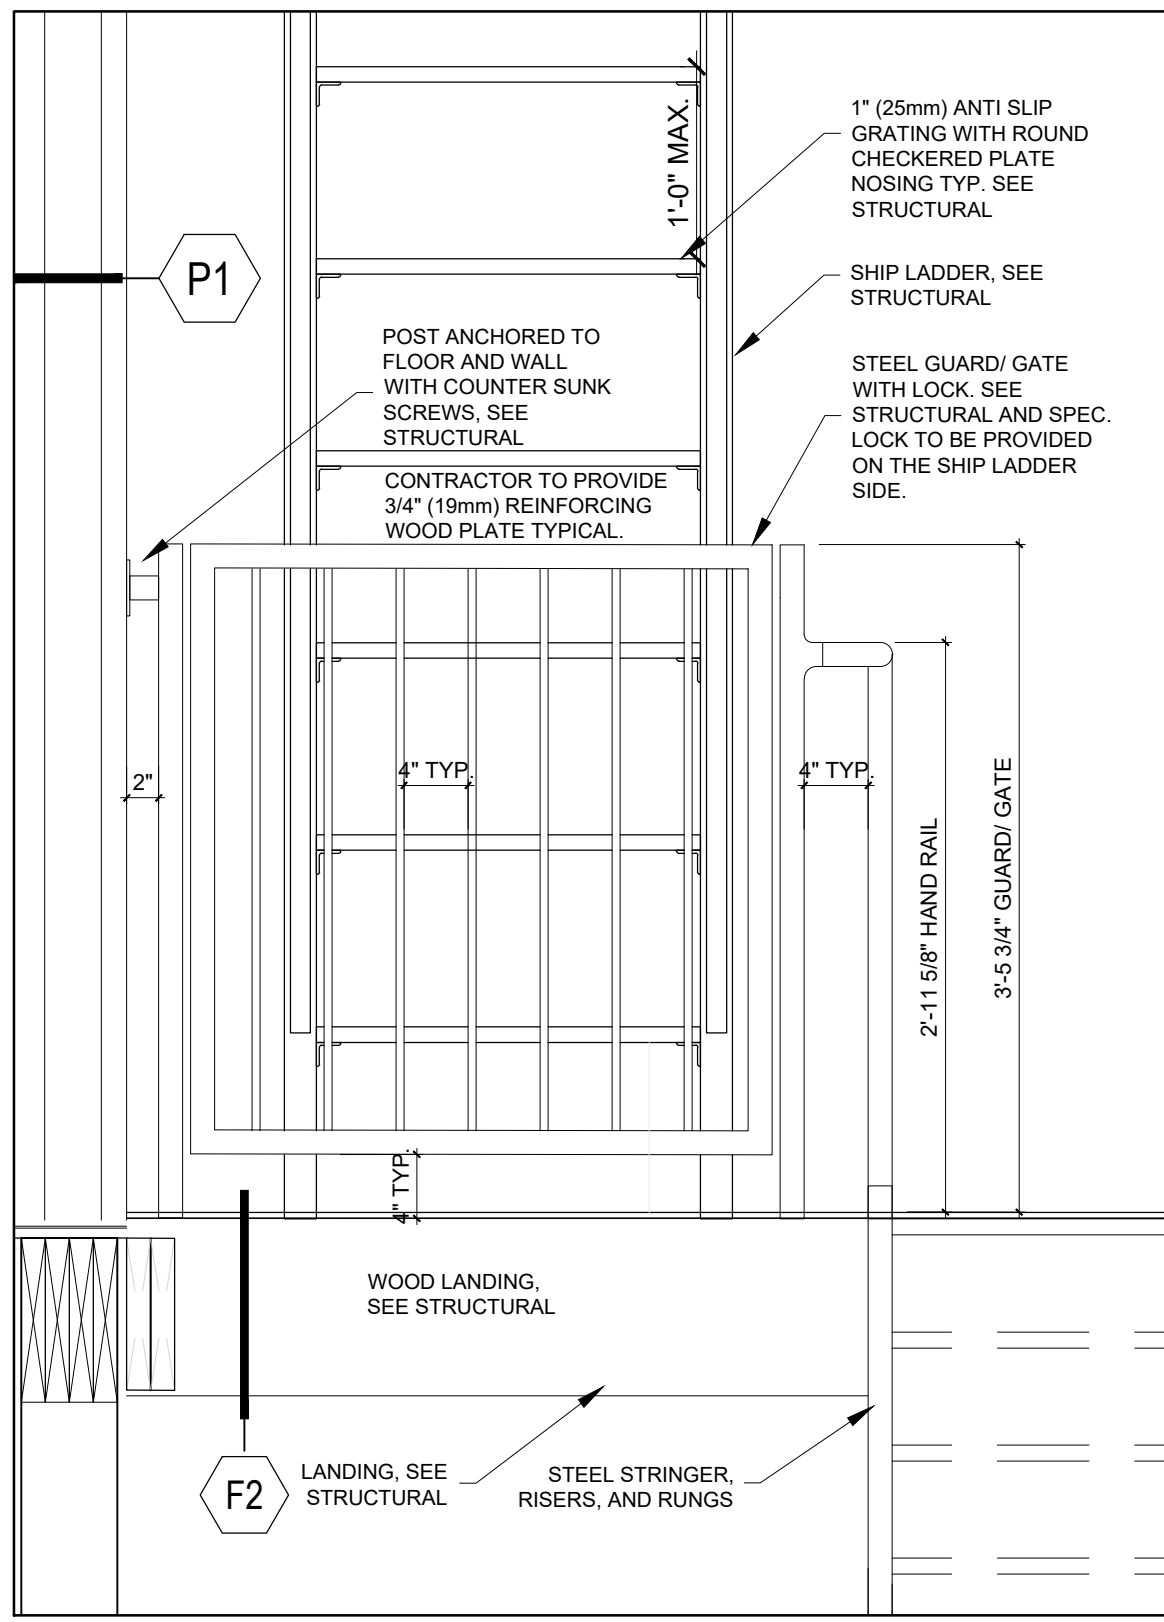 1'-0" MAX.
1" (25mm) ANTI SLIP
GRATING WITH ROUND
CHECKERED PLATE
NOSING TYP. SEE
STRUCTURAL
P1
SHIP LADDER, SEE
STRUCTURAL
POST ANCHORED TO
FLOOR AND WALL
WITH COUNTER SUNK
SCREWS, SEE
STRUCTURAL
STEEL GUARD/ GATE
WITH LOCK. SEE
STRUCTURAL AND SPEC.
LOCK TO BE PROVIDED
ON THE SHIP LADDER
SIDE.
CONTRACTOR TO PROVIDE
3/4" (19mm) REINFORCING
WOOD PLATE TYPICAL.
2"
4" TYP.
4" TYP.
2'-11 5/8" HAND RAIL
3'-5 3/4" GUARD/ GATE
4" TYP.
WOOD LANDING,
SEE STRUCTURAL
F2
LANDING, SEE
STRUCTURAL
STEEL STRINGER,
RISERS, AND RUNGS